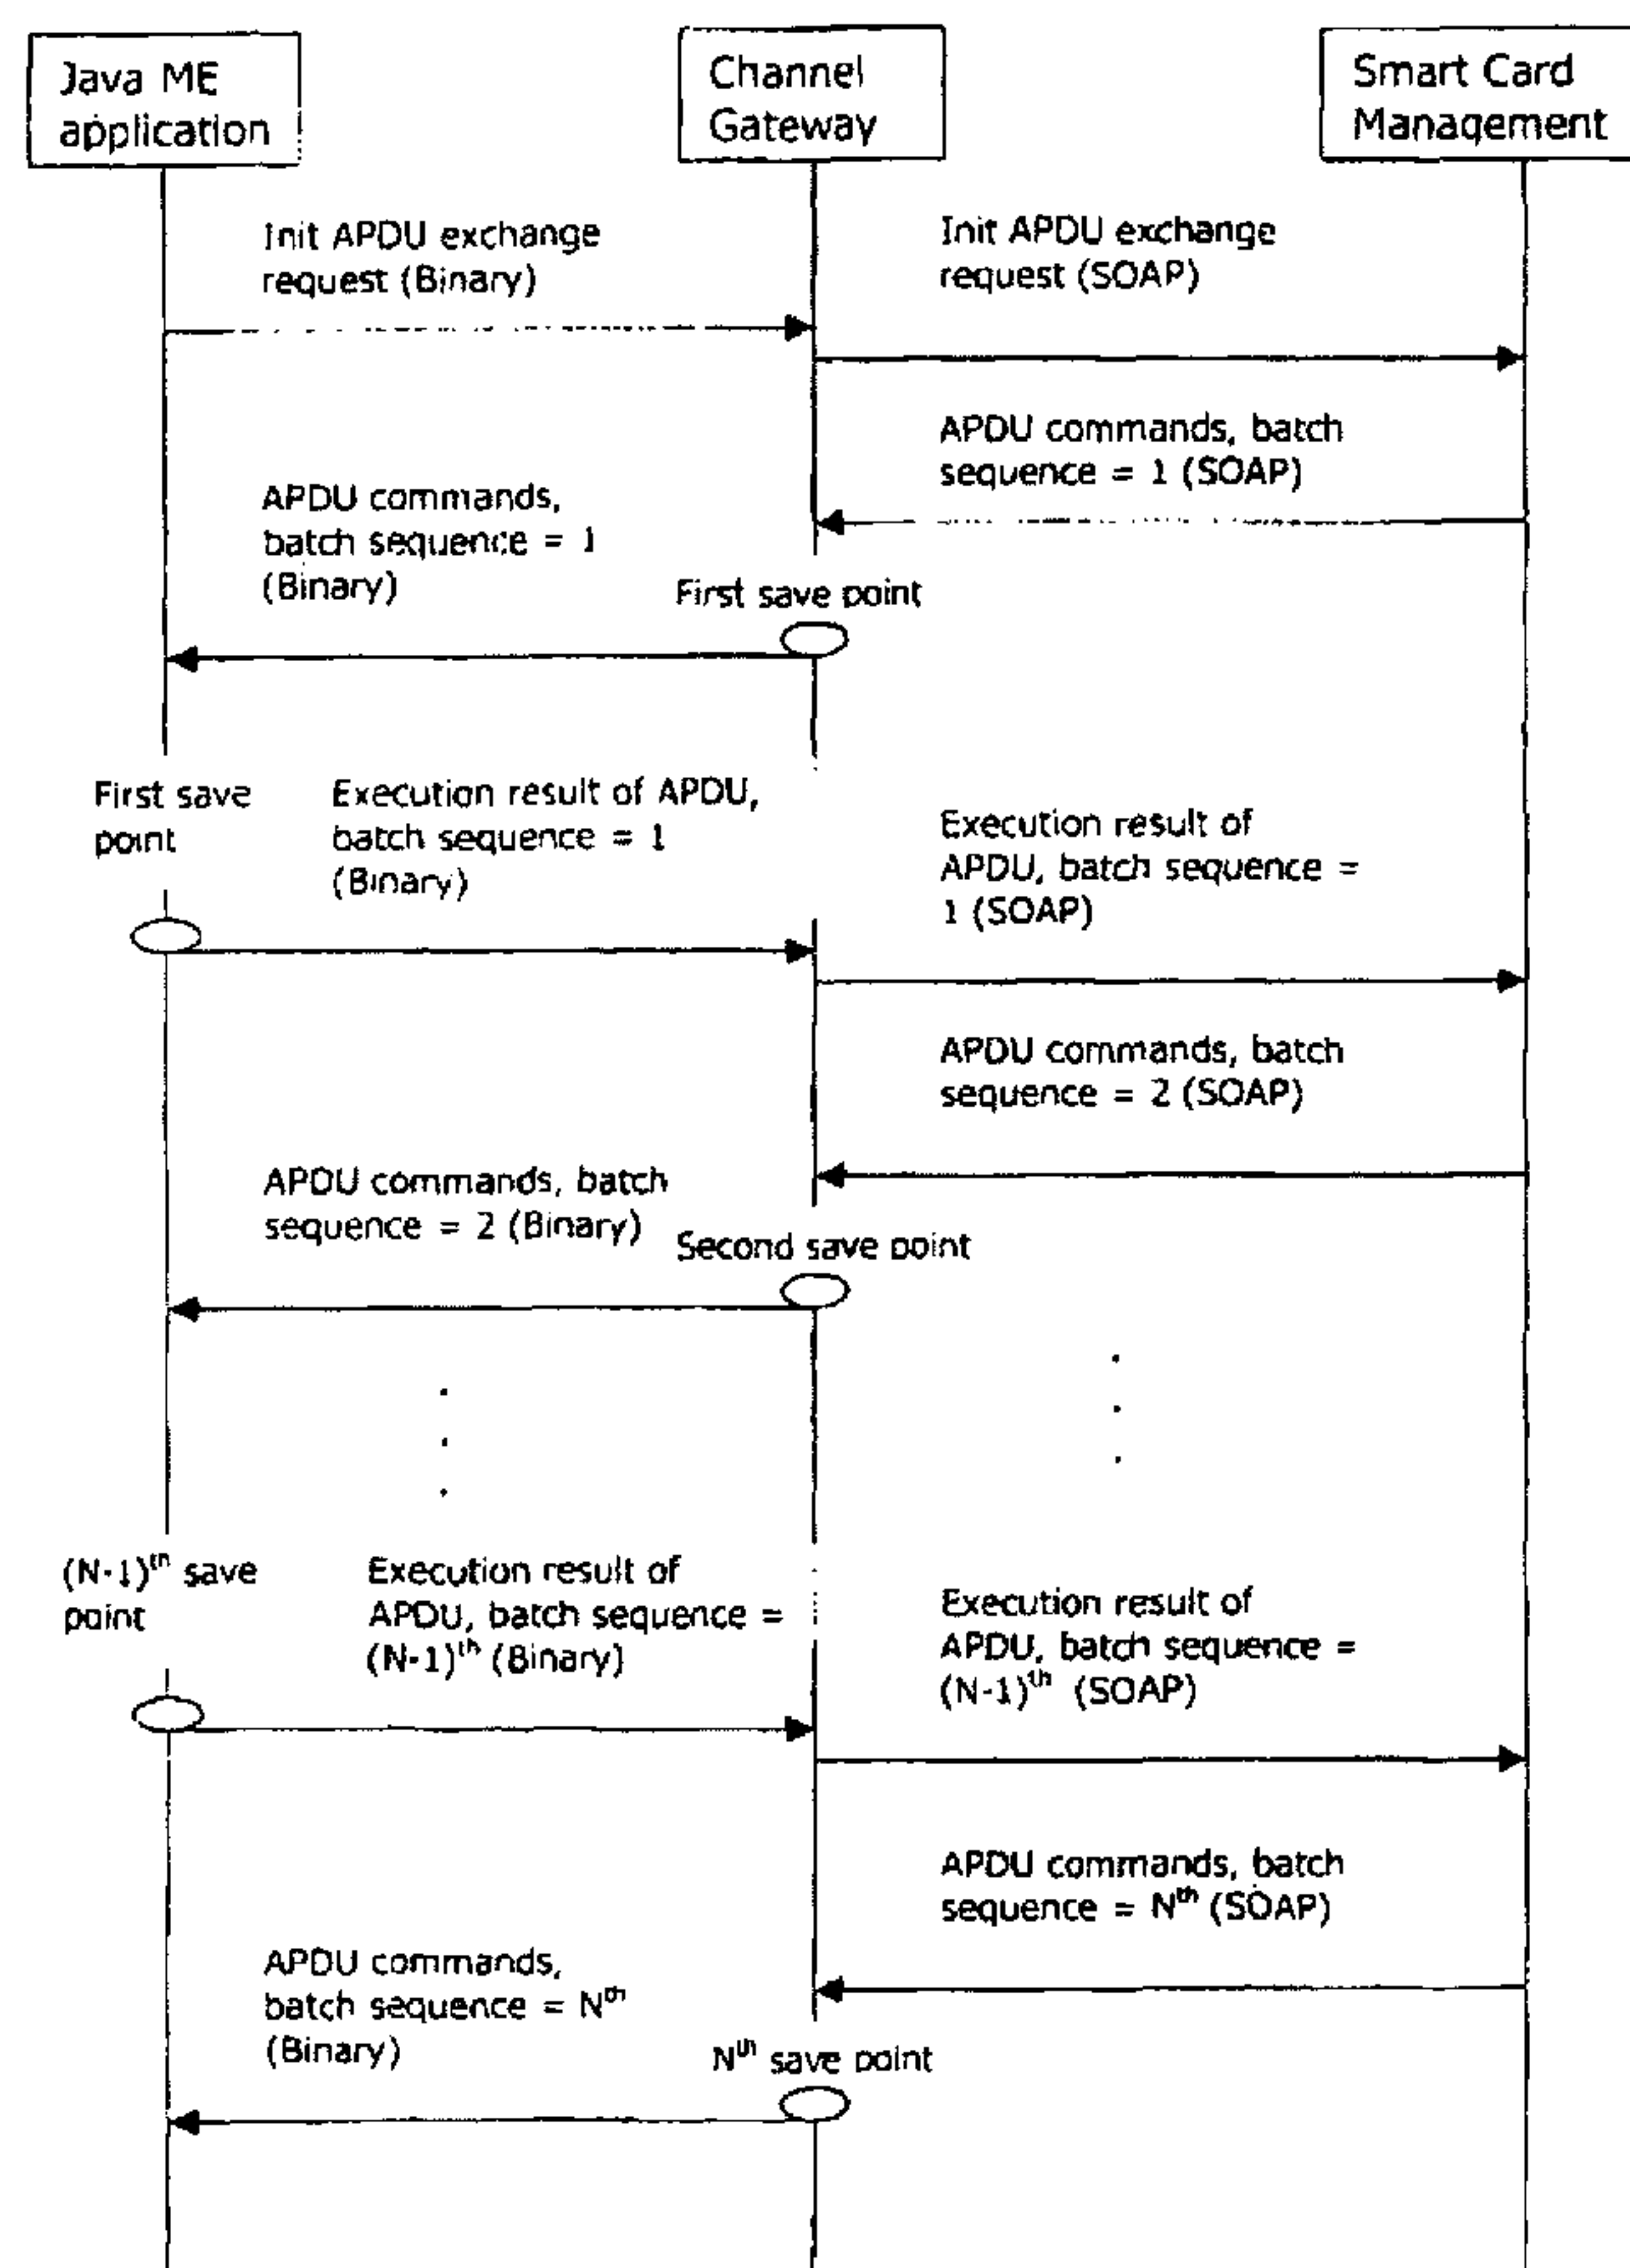 Java ME
application
Channel
Gateway
Smart Card
Management
Init APDU exchange
request (Binary)
Init APDU exchange
request (SOAP)
APDU commands, batch
sequence = 1 (SOAP)
APDU commands,
batch sequence = 1
(Binary)
First save point
First save
point
Execution result of APDU,
batch sequence = 1
(Binary)
Execution result of
APDU, batch sequence =
1 (SOAP)
APDU commands, batch
sequence = 2 (SOAP)
APDU commands, batch
sequence = 2 (Binary)
Second save point
(N-1)th save
point
Execution result of
APDU, batch sequence =
(N-1)th (Binary)
Execution result of
APDU, batch sequence =
(N-1)th (SOAP)
APDU commands, batch
sequence = Nth (SOAP)
APDU commands,
batch sequence = Nth
(Binary)
Nth save point